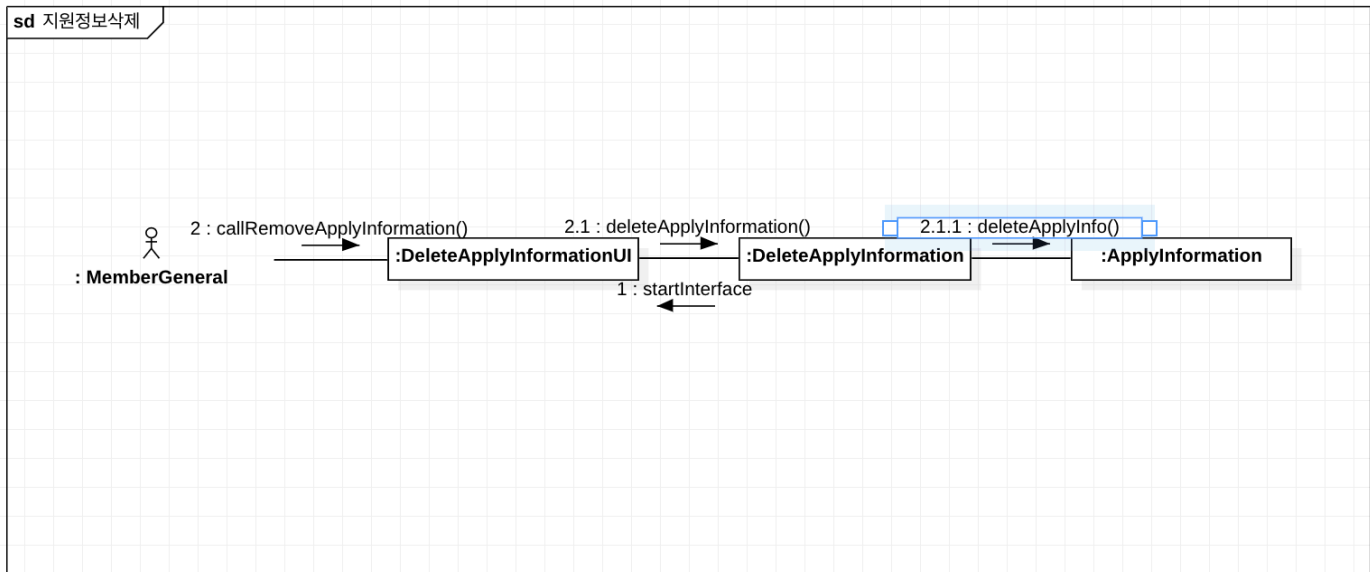 sd 지원정보삭제
2 : callRemoveApplyInformation()
2.1 : deleteApplyInformation()
2.1.1 : deleteApplyInfo()
: MemberGeneral
:DeleteApplyInformationUI
:DeleteApplyInformation
:ApplyInformation
1 : startInterface